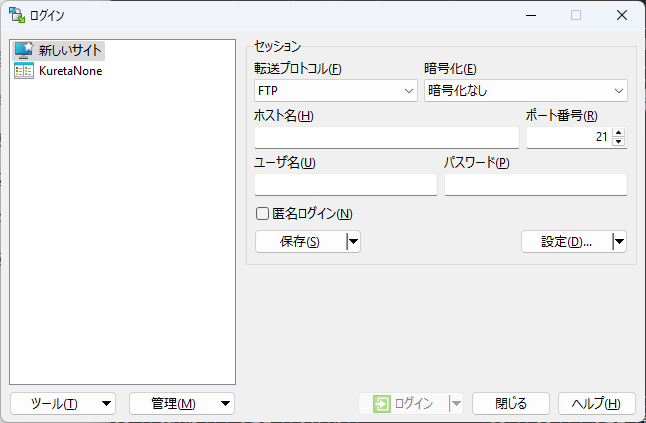 ログイン
新しいサイト
KuretaNone
セッション
転送プロトコル(F) 暗号化(E)
FTP 暗号化なし
ホスト名(H) ポート番号(R)
21
ユーザ名(U) パスワード(P)
匿名ログイン(N)
保存(S) 設定(D)...
ツール(T) 管理(M) ログイン 閉じる ヘルプ(H)